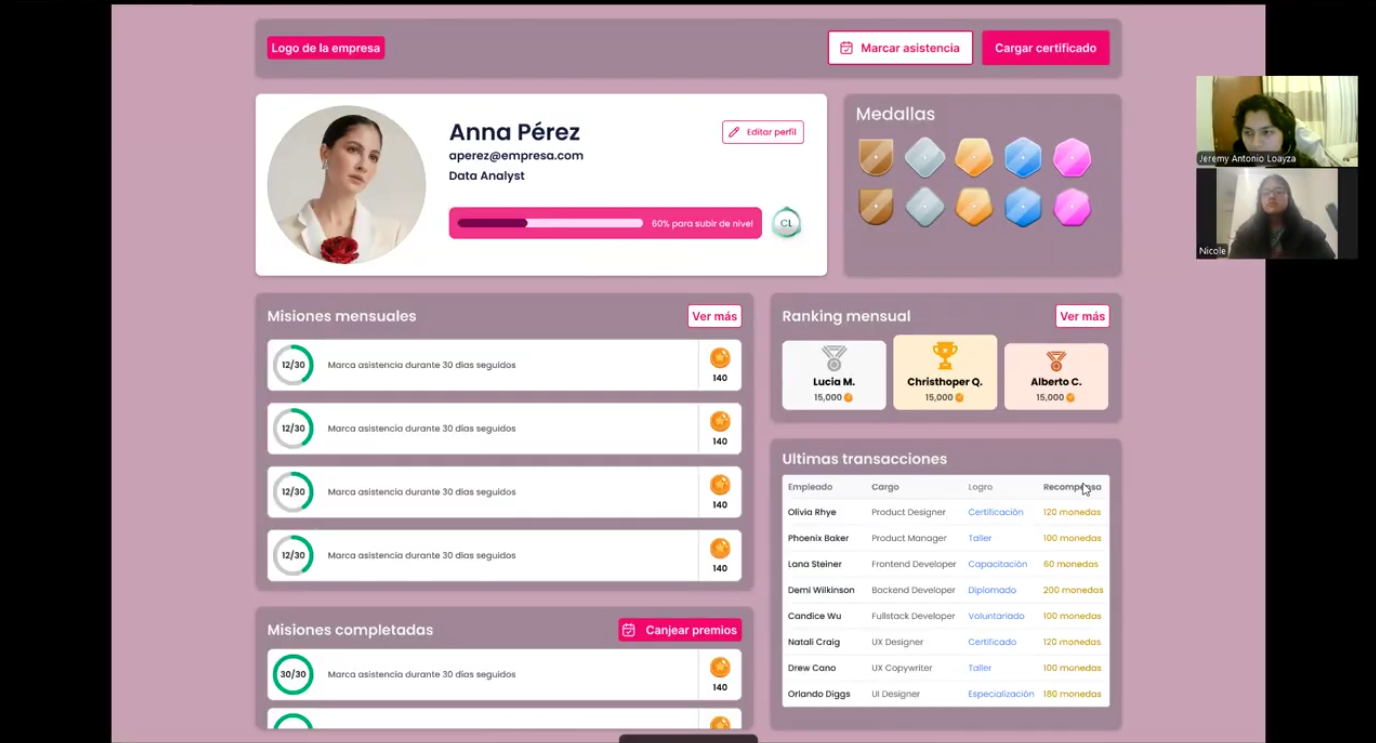 Logo de la empresa
Marcar asistencia
Cargar certificado
Anna Pérez
aperez@empresa.com
Data Analyst
Editar perfil
60% para subir de nivel
CL
Medallas
Jeremy Antonio Loayza
Nicole
Misiones mensuales
Ver más
12/30 Marca asistencia durante 30 días seguidos 140
12/30 Marca asistencia durante 30 días seguidos 140
12/30 Marca asistencia durante 30 días seguidos 140
12/30 Marca asistencia durante 30 días seguidos 140
Misiones completadas
Canjear premios
30/30 Marca asistencia durante 30 días seguidos 140
Ranking mensual
Ver más
Lucia M.
15,000
Christhoper Q.
15,000
Alberto C.
15,000
Ultimas transacciones
Empleado Cargo Logro Recompensa
Olivia Rhye Product Designer Certificación 120 monedas
Phoenix Baker Product Manager Taller 100 monedas
Lana Steiner Frontend Developer Capacitación 60 monedas
Demi Wilkinson Backend Developer Diplomado 200 monedas
Candice Wu Fullstack Developer Voluntariado 100 monedas
Natali Craig UX Designer Certificado 120 monedas
Drew Cano UX Copywriter Taller 100 monedas
Orlando Diggs UI Designer Especialización 180 monedas